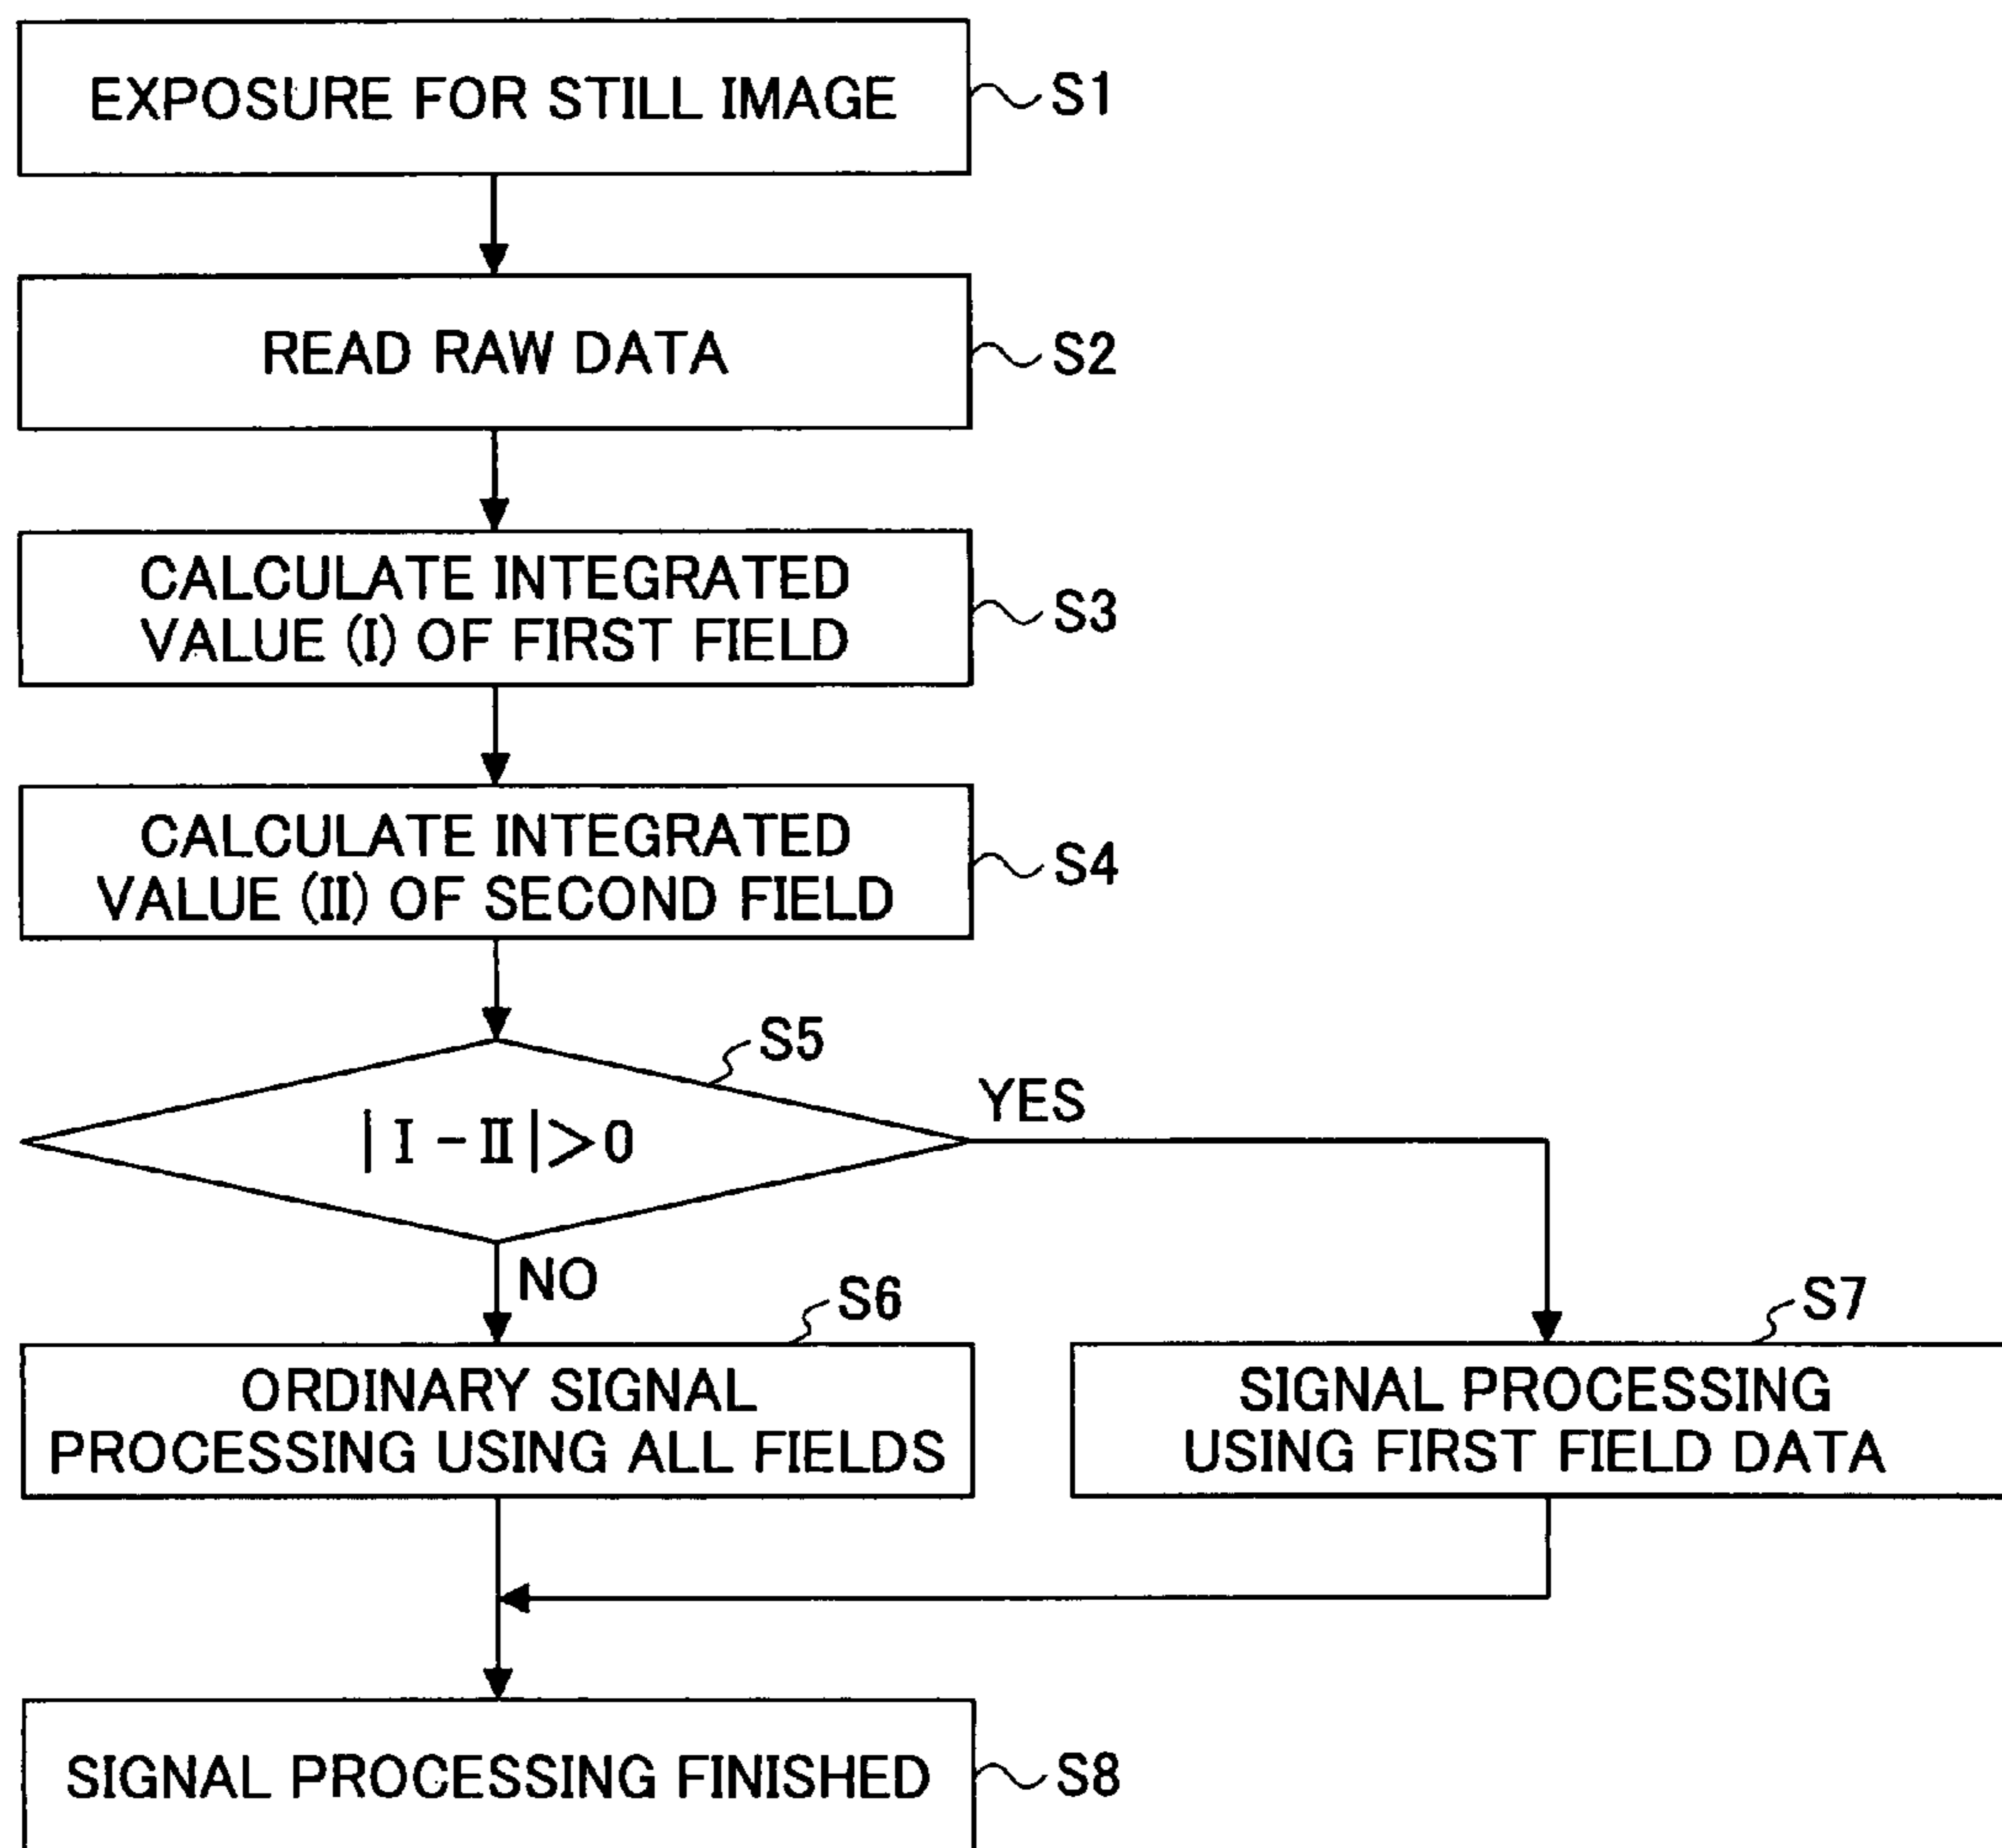 EXPOSURE FOR STILL IMAGE
S1
READ RAW DATA
S2
CALCULATE INTEGRATED
VALUE (I) OF FIRST FIELD
S3
CALCULATE INTEGRATED
VALUE (II) OF SECOND FIELD
S4
S5
| I - II |>0
YES
NO
S6
ORDINARY SIGNAL
PROCESSING USING ALL FIELDS
S7
SIGNAL PROCESSING
USING FIRST FIELD DATA
SIGNAL PROCESSING FINISHED
S8